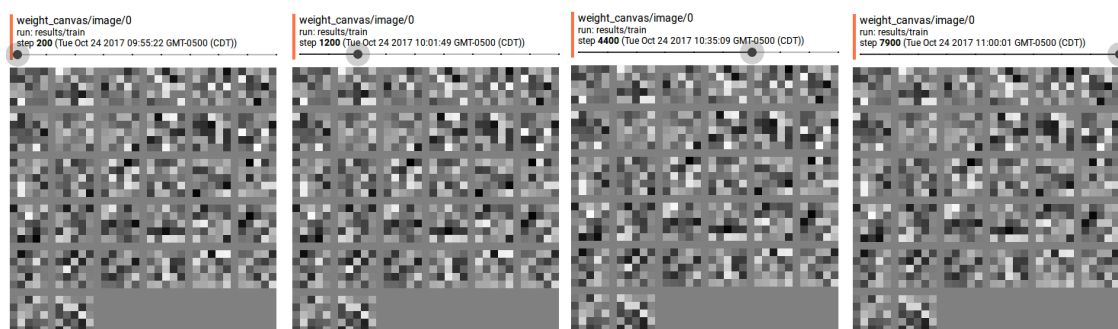 weight_canvas/image/0
run: results/train
step 200 (Tue Oct 24 2017 09:55:22 GMT-0500 (CDT))
weight_canvas/image/0
run: results/train
step 1200 (Tue Oct 24 2017 10:01:49 GMT-0500 (CDT))
weight_canvas/image/0
run: results/train
step 4400 (Tue Oct 24 2017 10:35:09 GMT-0500 (CDT))
weight_canvas/image/0
run: results/train
step 7900 (Tue Oct 24 2017 11:00:01 GMT-0500 (CDT))